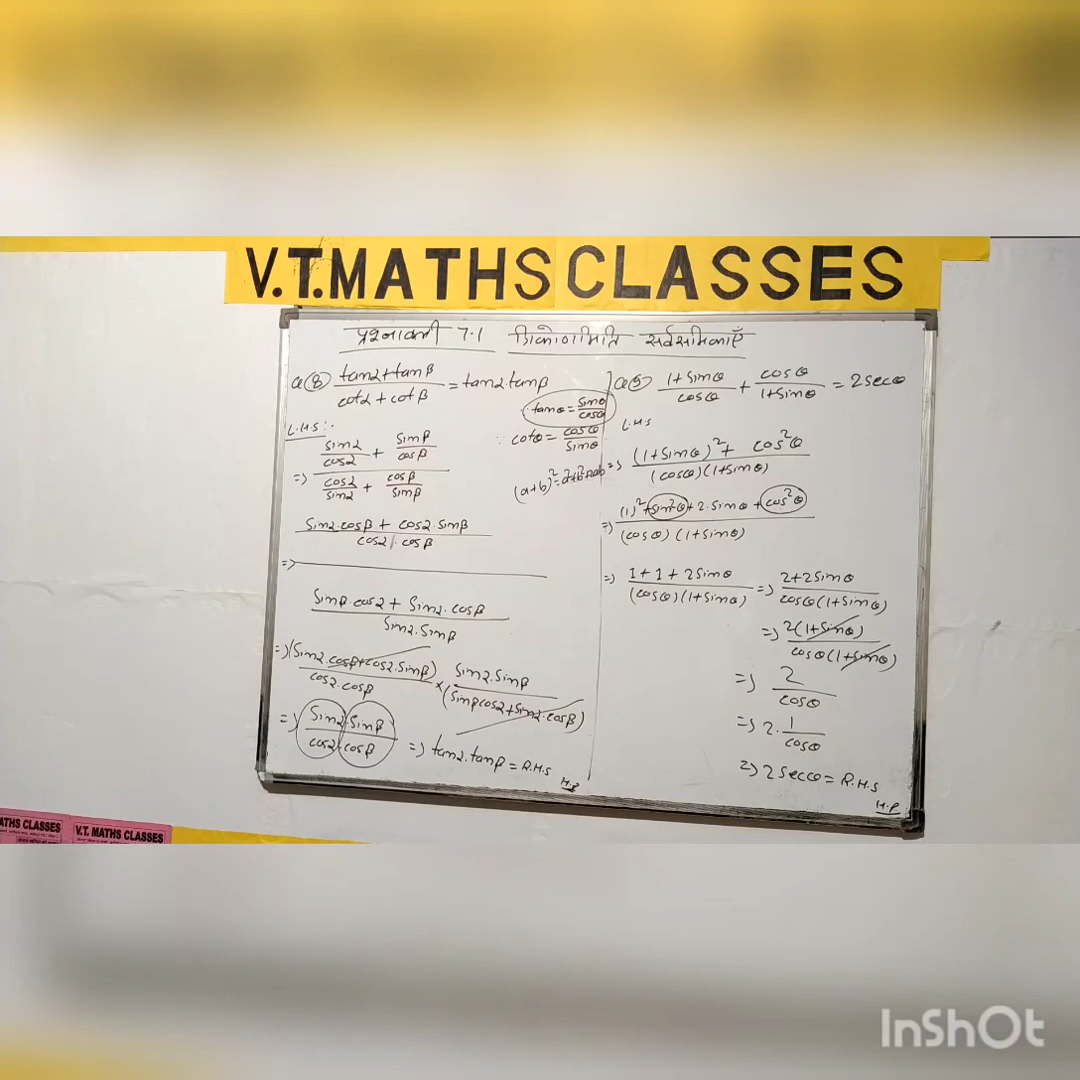 V.T.MATHS CLASSES
प्रश्नावली 7.1 त्रिकोणमिति सर्वसमिकाएँ
Q(8) (tanα+tanβ)/(cotα+cotβ) = tanα.tanβ
∵ tanθ = sinθ/cosθ
∵ cotθ = cosθ/sinθ
L.H.S:-
=> (sinα/cosα + sinβ/cosβ)/(cosα/sinα + cosβ/sinβ)
=> ((sinα.cosβ + cosα.sinβ)/(cosα.cosβ))/((sinβ.cosα + sinα.cosβ)/(sinα.sinβ))
=> (sinα.cosβ+cosα.sinβ)/(cosα.cosβ) × (sinα.sinβ)/(sinβcosα+sinα.cosβ)
=> (sinα.sinβ)/(cosα.cosβ) => tanα.tanβ = R.H.S
H.P
Q(5) (1+sinθ)/cosθ + cosθ/(1+sinθ) = 2secθ
L.H.S
(a+b)²=a²+b²+2ab
=> ((1+sinθ)² + cos²θ)/((cosθ)(1+sinθ))
=> ((1)²+sin²θ+2.sinθ+cos²θ)/((cosθ)(1+sinθ))
=> (1+1+2sinθ)/((cosθ)(1+sinθ)) => (2+2sinθ)/(cosθ(1+sinθ))
=> 2(1+sinθ)/(cosθ(1+sinθ))
=> 2/cosθ
=> 2.1/cosθ
=> 2secθ = R.H.S
H.P
ATHS CLASSES
V.T. MATHS CLASSES
InShOt